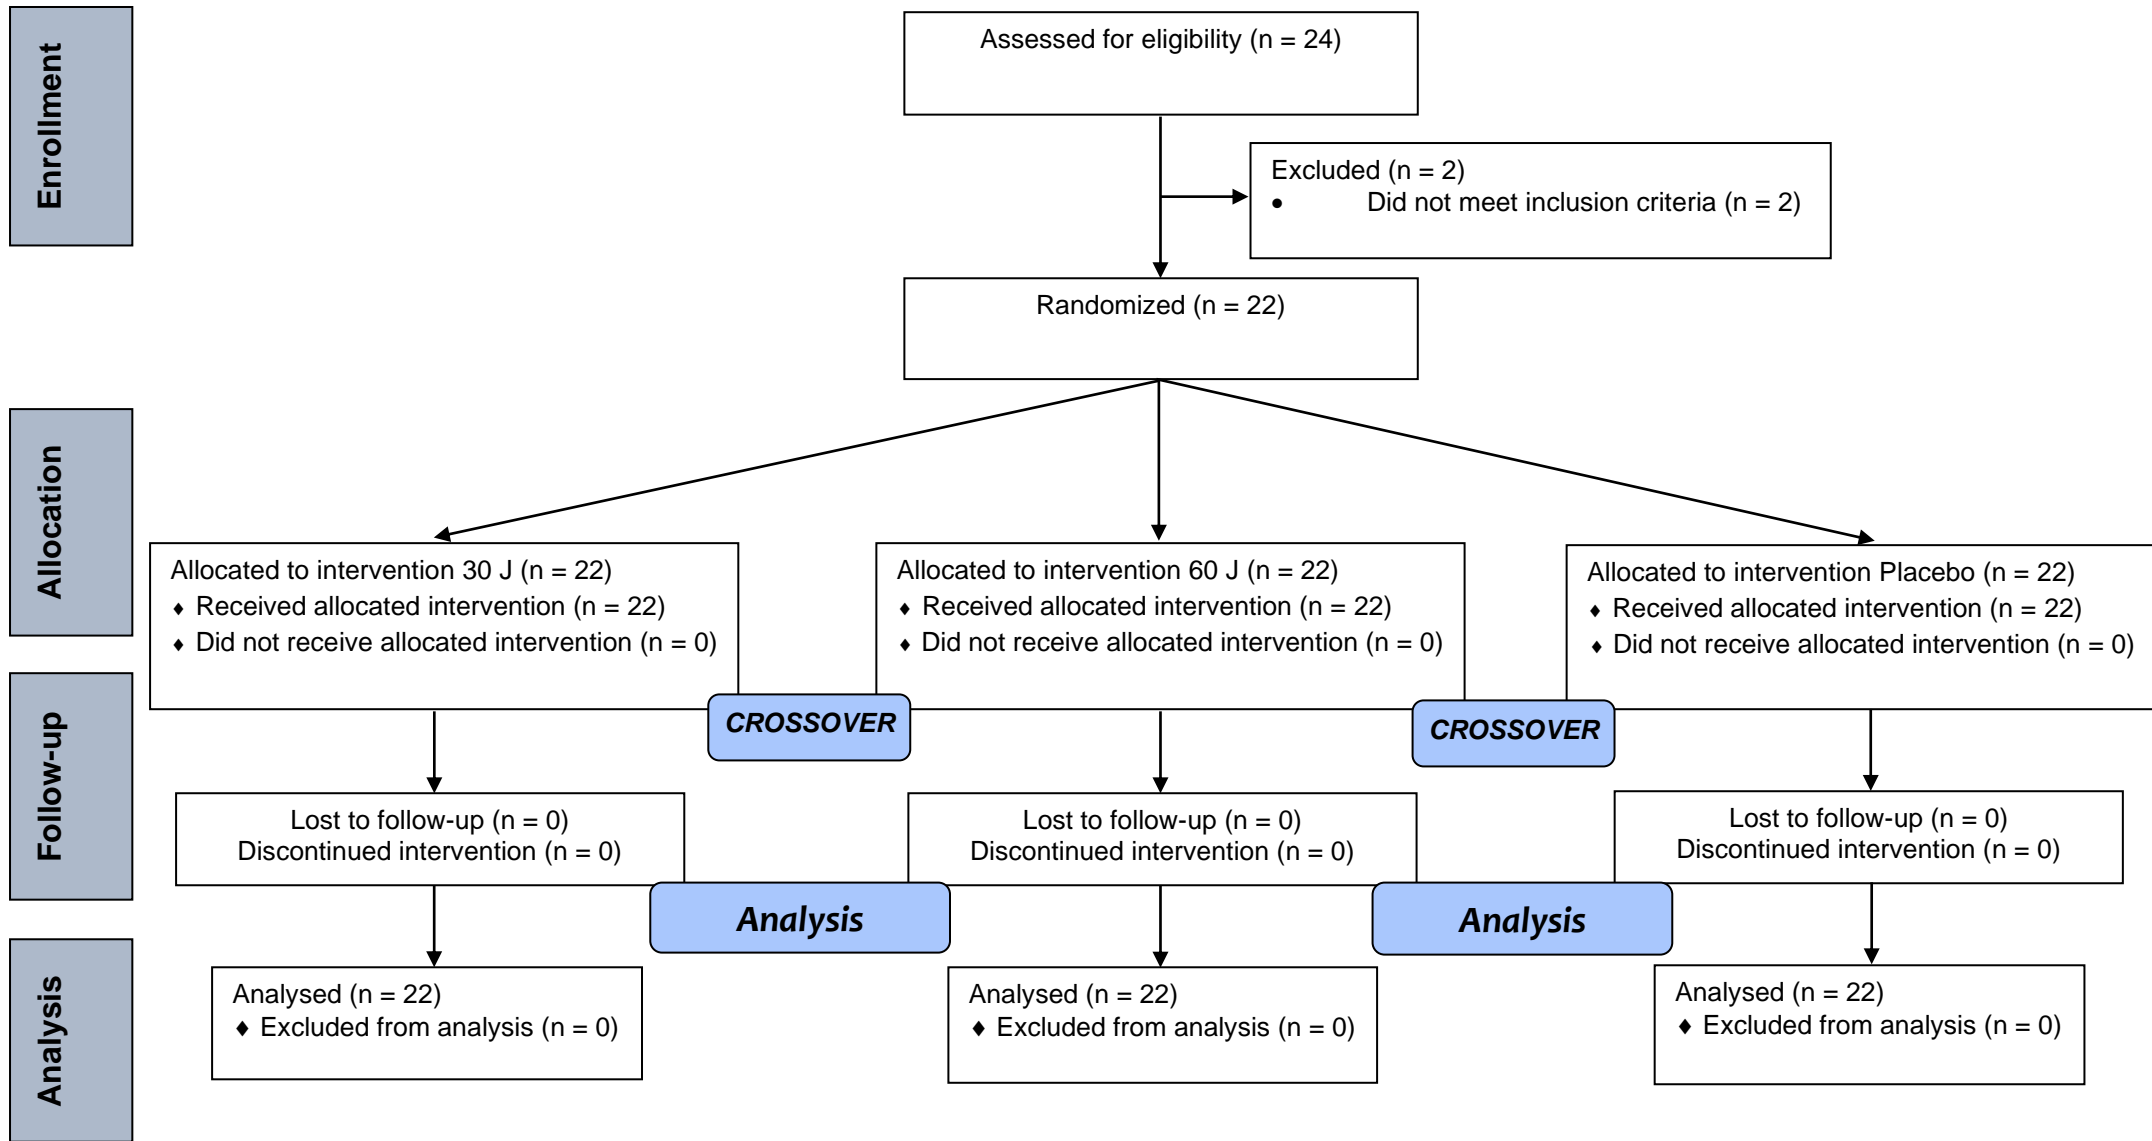 Enrollment
Assessed for eligibility (n = 24)
Excluded (n = 2)
• Did not meet inclusion criteria (n = 2)
Randomized (n = 22)
Allocation
Allocated to intervention 30 J (n = 22)
♦ Received allocated intervention (n = 22)
♦ Did not receive allocated intervention (n = 0)
Allocated to intervention 60 J (n = 22)
♦ Received allocated intervention (n = 22)
♦ Did not receive allocated intervention (n = 0)
Allocated to intervention Placebo (n = 22)
♦ Received allocated intervention (n = 22)
♦ Did not receive allocated intervention (n = 0)
CROSSOVER
CROSSOVER
Follow-up
Lost to follow-up (n = 0)
Discontinued intervention (n = 0)
Lost to follow-up (n = 0)
Discontinued intervention (n = 0)
Lost to follow-up (n = 0)
Discontinued intervention (n = 0)
Analysis
Analysis
Analysis
Analysed (n = 22)
♦ Excluded from analysis (n = 0)
Analysed (n = 22)
♦ Excluded from analysis (n = 0)
Analysed (n = 22)
♦ Excluded from analysis (n = 0)